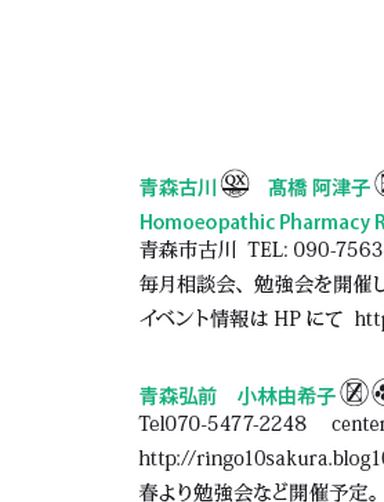 青森古川 QX 髙橋 阿津子
Homoeopathic Pharmacy R
青森市古川 TEL: 090-7563
毎月相談会、勉強会を開催し
イベント情報は HP にて http
青森弘前 小林由希子
Tel070-5477-2248 center
http://ringo10sakura.blog10
春より勉強会など開催予定。